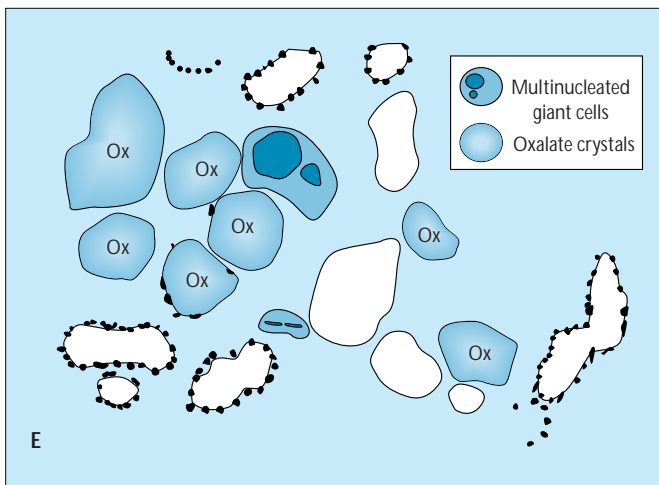 Multinucleated
giant cells
Oxalate crystals
Ox
Ox
Ox
Ox
Ox
Ox
Ox
E